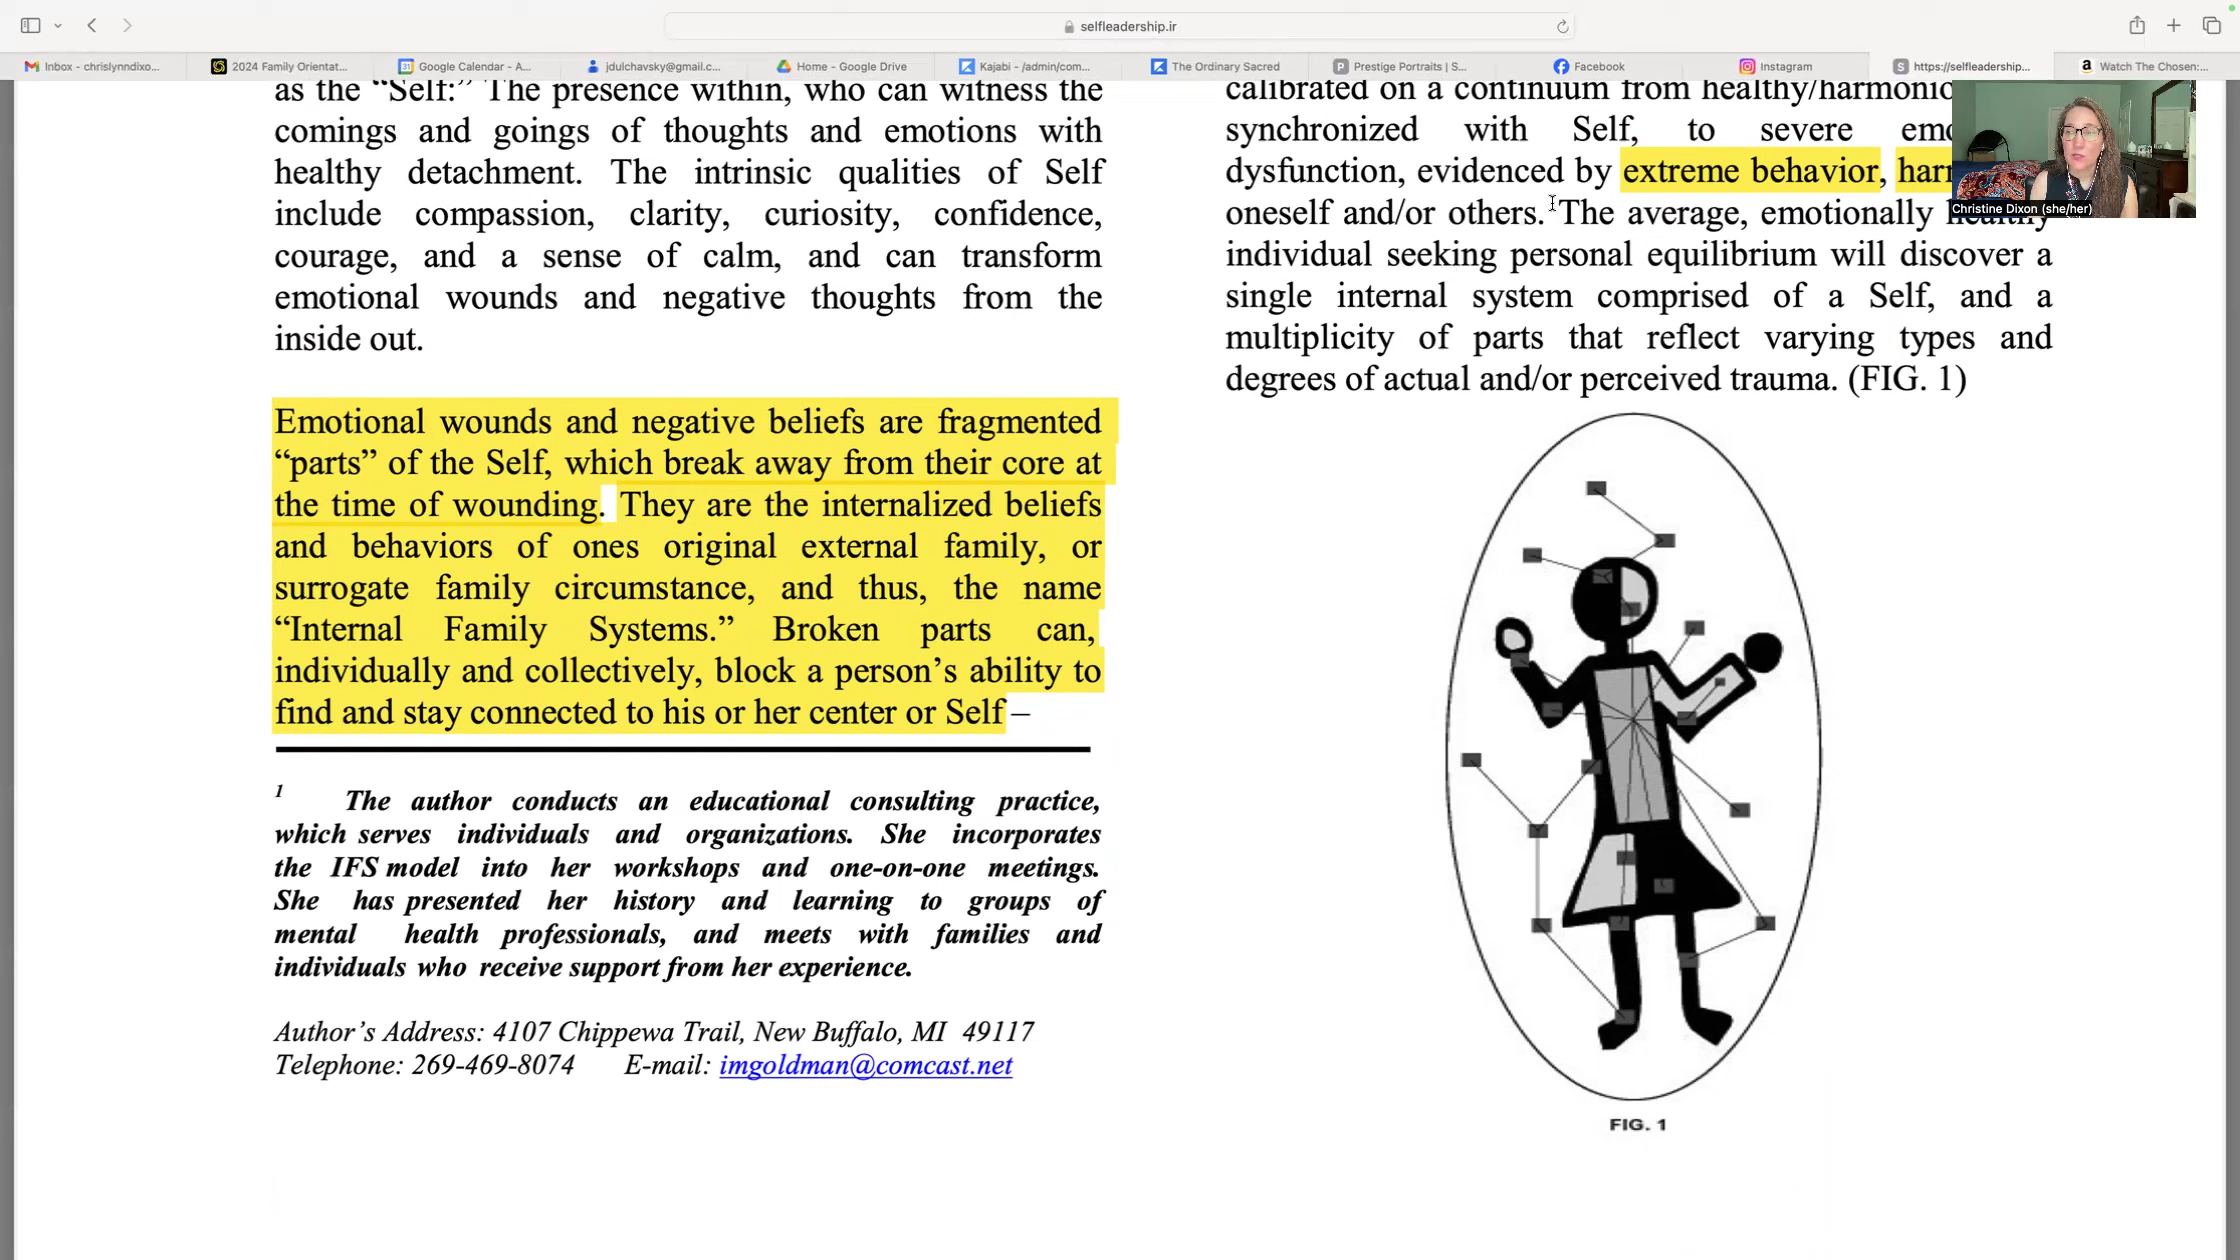 selfleadership.ir
Inbox - chrislynndixo...
2024 Family Orientat...
Google Calendar - A...
jdulchavsky@gmail.c...
Home - Google Drive
Kajabi - /admin/com...
The Ordinary Sacred
Prestige Portraits | S...
Facebook
Instagram
https://selfleadership...
Watch The Chosen:...
as the “Self:” The presence within, who can witness the
comings and goings of thoughts and emotions with
healthy detachment. The intrinsic qualities of Self
include compassion, clarity, curiosity, confidence,
courage, and a sense of calm, and can transform
emotional wounds and negative thoughts from the
inside out.
Emotional wounds and negative beliefs are fragmented
“parts” of the Self, which break away from their core at
the time of wounding. They are the internalized beliefs
and behaviors of ones original external family, or
surrogate family circumstance, and thus, the name
“Internal Family Systems.” Broken parts can,
individually and collectively, block a person’s ability to
find and stay connected to his or her center or Self –
1 The author conducts an educational consulting practice,
which serves individuals and organizations. She incorporates
the IFS model into her workshops and one-on-one meetings.
She has presented her history and learning to groups of
mental health professionals, and meets with families and
individuals who receive support from her experience.
Author’s Address: 4107 Chippewa Trail, New Buffalo, MI 49117
Telephone: 269-469-8074 E-mail: imgoldman@comcast.net
calibrated on a continuum from
synchronized with Self, to severe
dysfunction, evidenced by extreme behavior,
oneself and/or others. The average, emotionally healthy
individual seeking personal equilibrium will discover a
single internal system comprised of a Self, and a
multiplicity of parts that reflect varying types and
degrees of actual and/or perceived trauma. (FIG. 1)
FIG. 1
Christine Dixon (she/her)